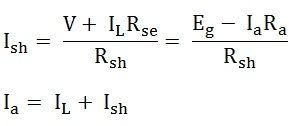 I_sh = (V + I_L R_se) / R_sh = (E_g − I_a R_a) / R_sh
I_a = I_L + I_sh